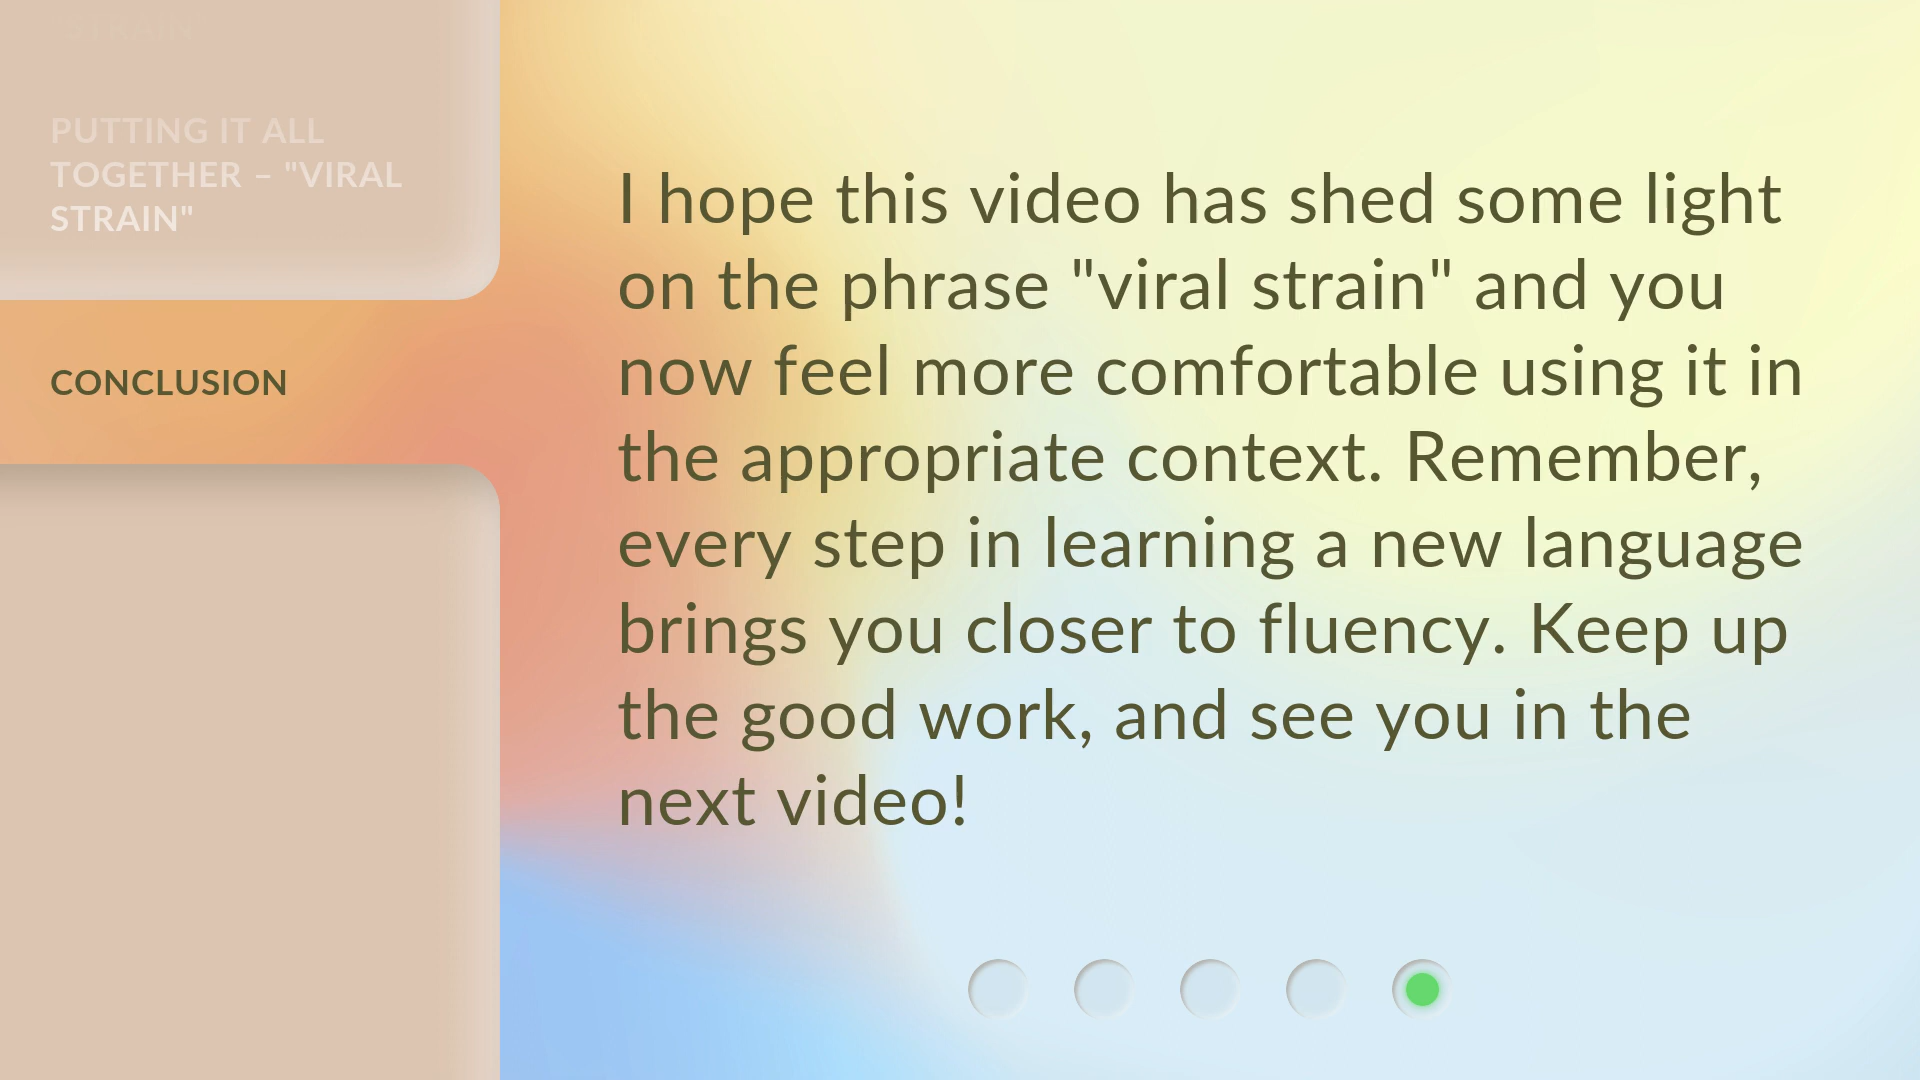 "STRAIN"
PUTTING IT ALL
TOGETHER – "VIRAL
STRAIN"
CONCLUSION
I hope this video has shed some light
on the phrase "viral strain" and you
now feel more comfortable using it in
the appropriate context. Remember,
every step in learning a new language
brings you closer to fluency. Keep up
the good work, and see you in the
next video!